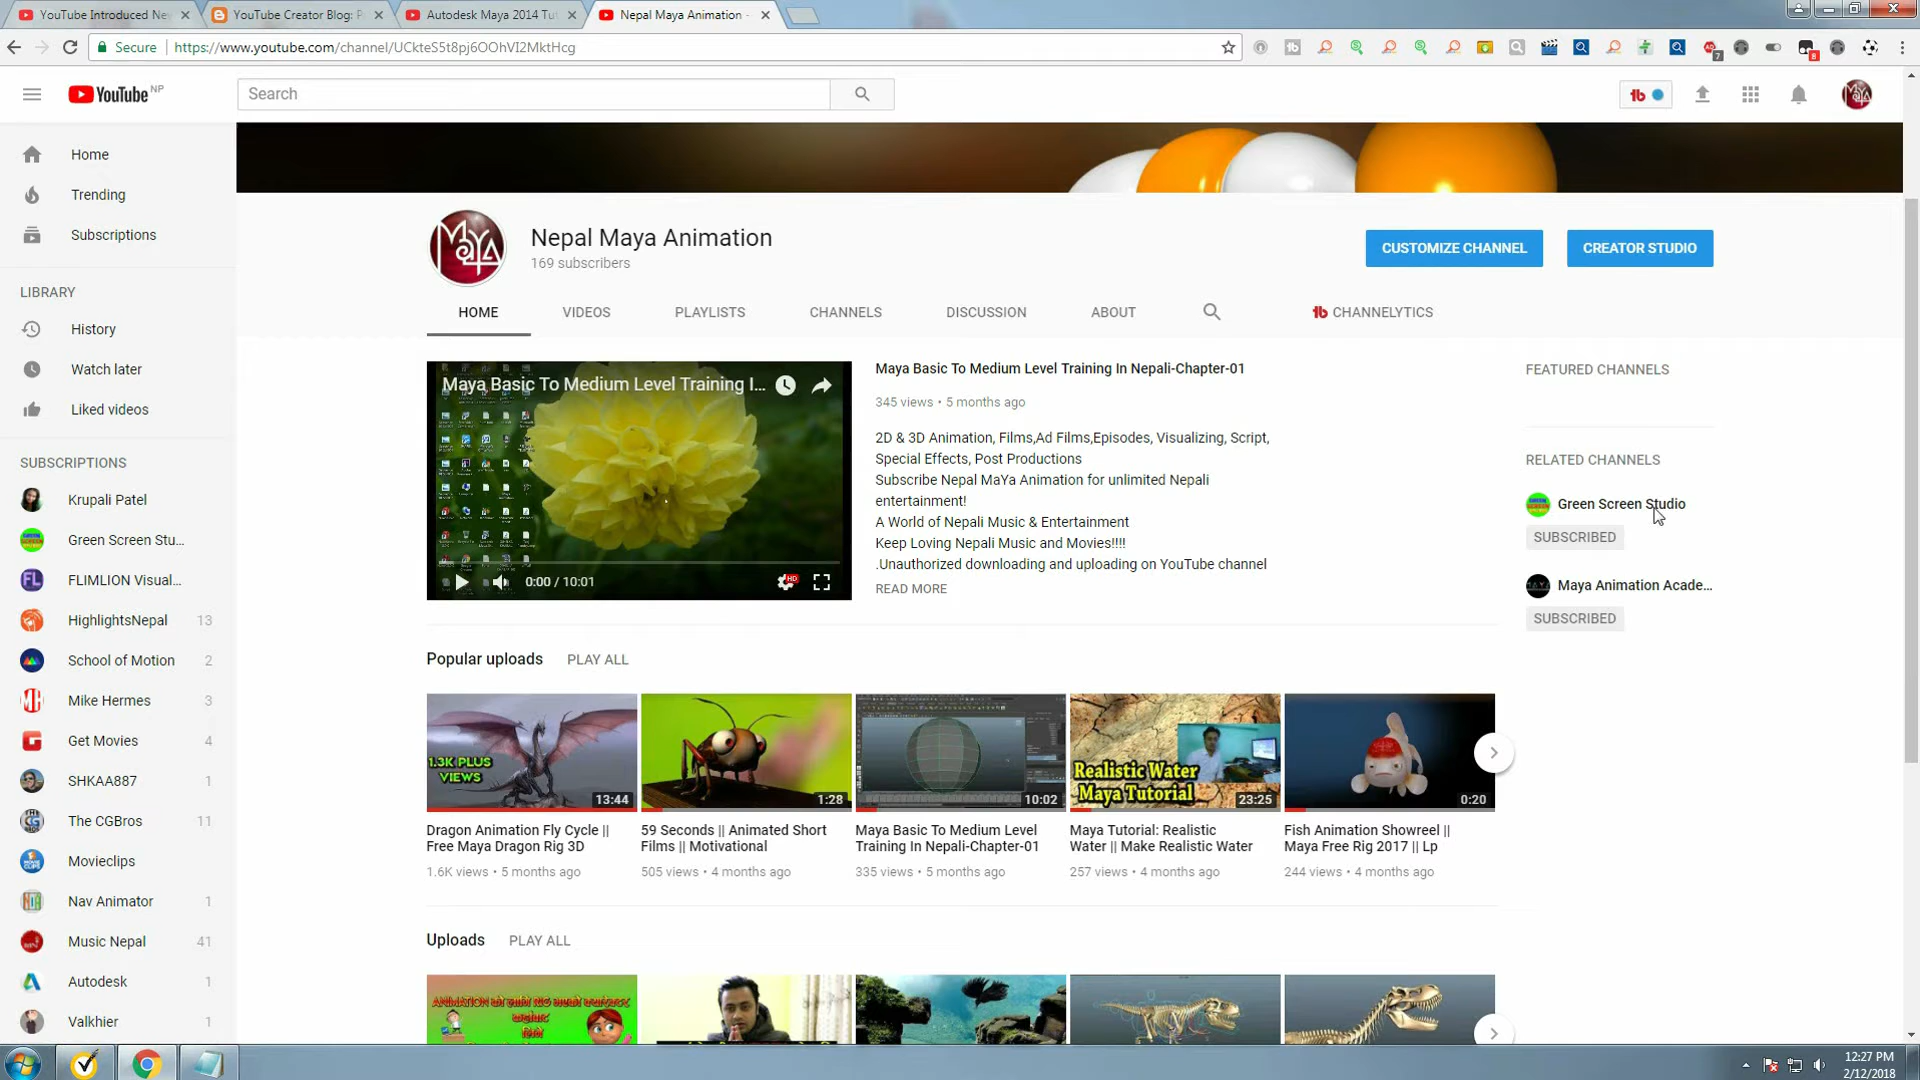 YouTube Introduced Ne
YouTube Creator Blog: P
Autodesk Maya 2014 Tu
Nepal Maya Animation -
Secure
https://www.youtube.com/channel/UCkteS5t8pj6OOhVI2MktHcg
7
8
YouTube NP
Search
Home
Trending
Subscriptions
LIBRARY
History
Watch later
Liked videos
SUBSCRIPTIONS
Krupali Patel
Green Screen Stu...
FLIMLION Visual...
HighlightsNepal 13
School of Motion 2
Mike Hermes 3
Get Movies 4
SHKAA887 1
The CGBros 11
Movieclips
Nav Animator 1
Music Nepal 41
Autodesk 1
Valkhier 1
MAYA
Nepal Maya Animation
169 subscribers
CUSTOMIZE CHANNEL
CREATOR STUDIO
HOME
VIDEOS
PLAYLISTS
CHANNELS
DISCUSSION
ABOUT
CHANNELYTICS
Maya Basic To Medium Level Training I...
0:00 / 10:01
HD
Maya Basic To Medium Level Training In Nepali-Chapter-01
345 views • 5 months ago
2D & 3D Animation, Films,Ad Films,Episodes, Visualizing, Script,
Special Effects, Post Productions
Subscribe Nepal MaYa Animation for unlimited Nepali
entertainment!
A World of Nepali Music & Entertainment
Keep Loving Nepali Music and Movies!!!!
.Unauthorized downloading and uploading on YouTube channel
READ MORE
FEATURED CHANNELS
RELATED CHANNELS
Green Screen Studio
SUBSCRIBED
Maya Animation Acade...
SUBSCRIBED
Popular uploads
PLAY ALL
1.3K PLUS
VIEWS
13:44
1:28
10:02
Realistic Water
Maya Tutorial
23:25
0:20
Dragon Animation Fly Cycle ||
Free Maya Dragon Rig 3D
1.6K views • 5 months ago
59 Seconds || Animated Short
Films || Motivational
505 views • 4 months ago
Maya Basic To Medium Level
Training In Nepali-Chapter-01
335 views • 5 months ago
Maya Tutorial: Realistic
Water || Make Realistic Water
257 views • 4 months ago
Fish Animation Showreel ||
Maya Free Rig 2017 || Lp
244 views • 4 months ago
Uploads
PLAY ALL
12:27 PM
2/12/2018